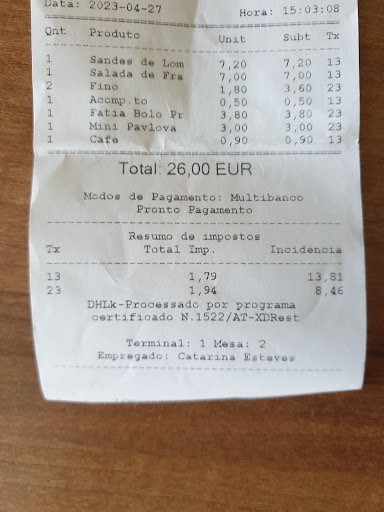 Data: 2023-04-27 Hora: 15:03:08
Qnt Produto Unit Subt Tx
1 Sandes de Lom 7,20 7,20 13
1 Salada de Fra 7,00 7,00 13
2 Fino 1,80 3,60 23
1 Acomp.to 0,50 0,50 13
1 Fatia Bolo Pr 3,80 3,80 23
1 Mini Pavlova 3,00 3,00 23
1 Cafe 0,90 0,90 13
Total: 26,00 EUR
Modos de Pagamento: Multibanco
Pronto Pagamento
Resumo de impostos
Tx Total Imp. Incidencia
13 1,79 13,81
23 1,94 8,46
DHLk-Processado por programa
certificado N.1522/AT-XDRest
Terminal: 1 Mesa: 2
Empregado: Catarina Esteves